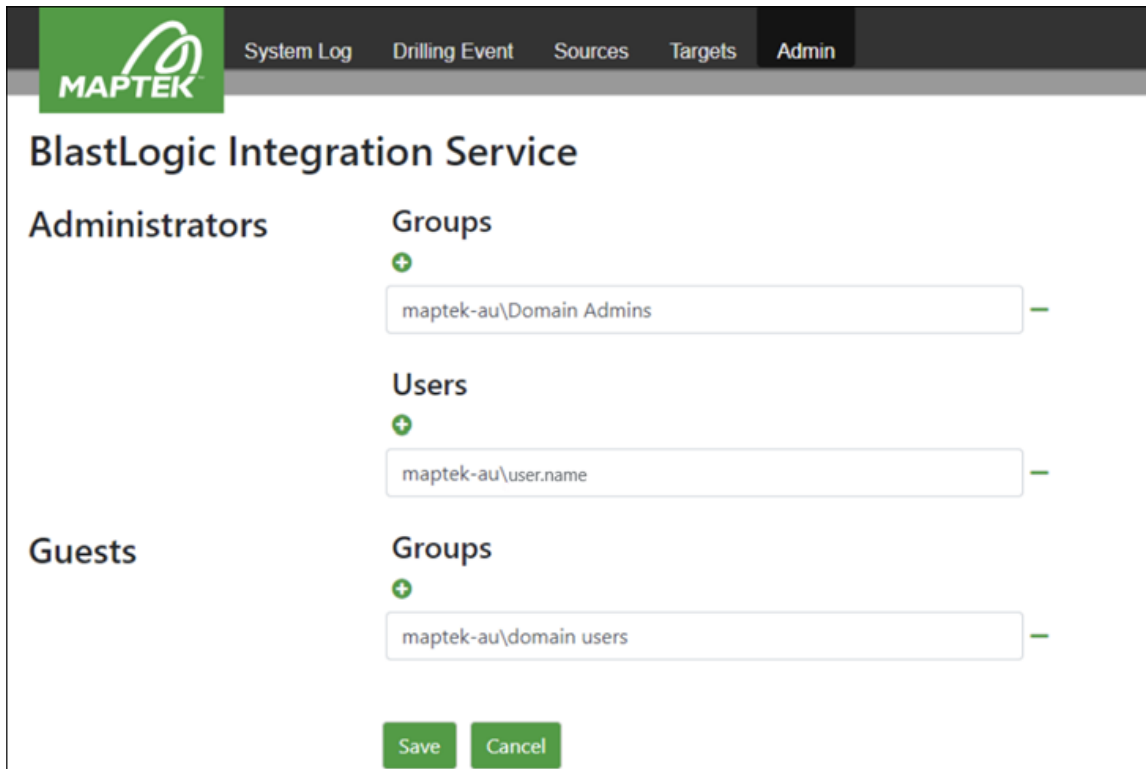 System Log Drilling Event Sources Targets Admin
MAPTEK™
BlastLogic Integration Service
Administrators Groups
maptek-au\Domain Admins
Users
maptek-au\user.name
Guests Groups
maptek-au\domain users
Save Cancel